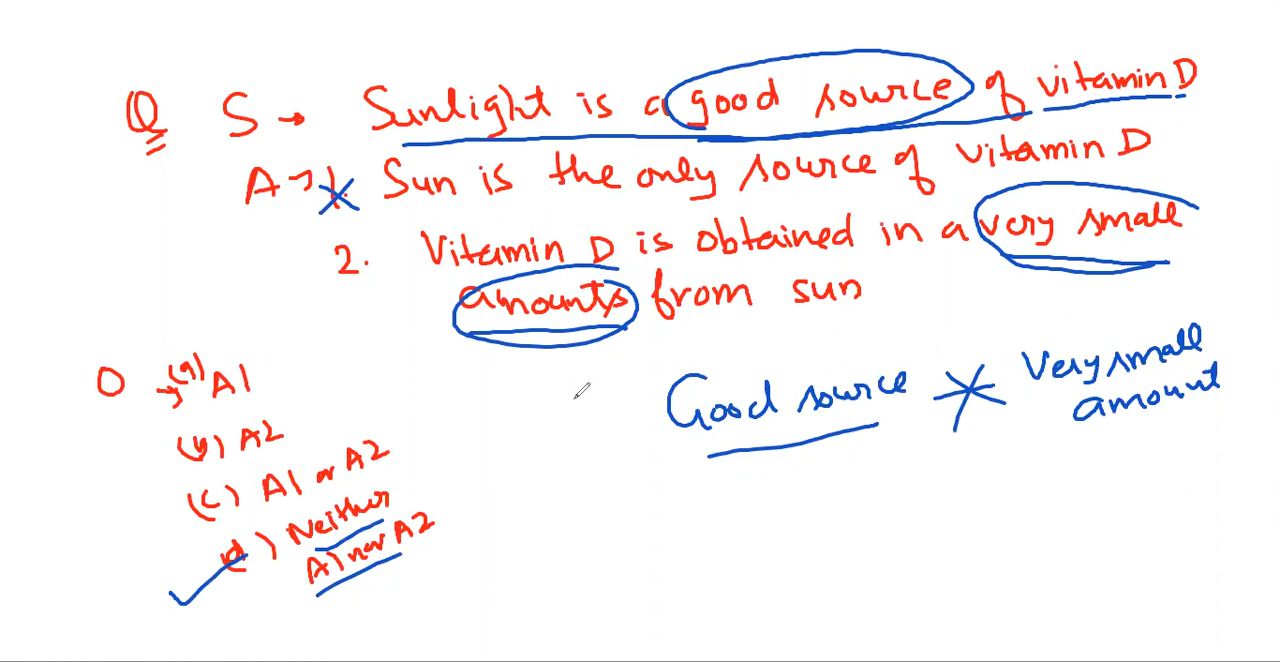 Q S → Sunlight is a good source of vitamin D
A → 1. Sun is the only source of vitamin D
2. Vitamin D is obtained in a very small
amounts from sun
Good source Very small
amount
O → (a) A1
(b) A2
(c) A1 or A2
(d) Neither
A1 nor A2